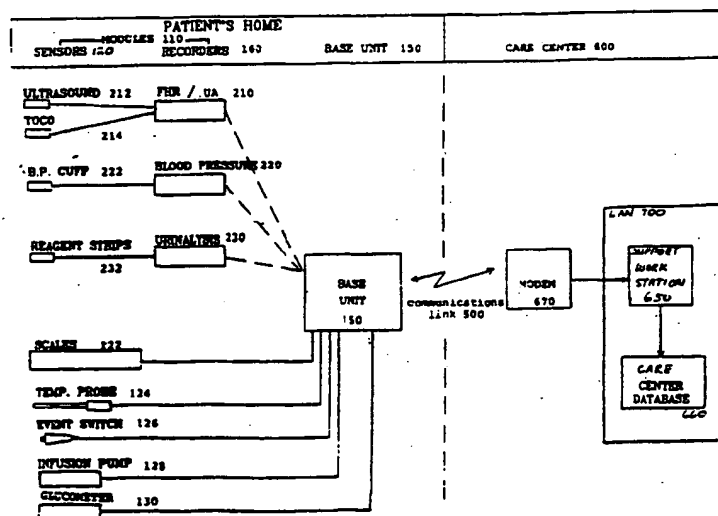 PATIENT'S HOME
MODULES 110
SENSORS 120 RECORDERS 160 BASE UNIT 150 CARE CENTER 600
ULTRASOUND 212 FHR / UA 210
TOCO
214
B.P. CUFF 222 BLOOD PRESSURE 220
LAN 700
REAGENT STRIPS URINALYSIS 230
232
BASE
UNIT
150
communications
link 500
MODEM
670
SUPPORT
WORK
STATION
650
SCALES 222
CARE
CENTER
DATABASE
660
TEMP. PROBE 124
EVENT SWITCH 126
INFUSION PUMP 128
GLUCOMETER 130